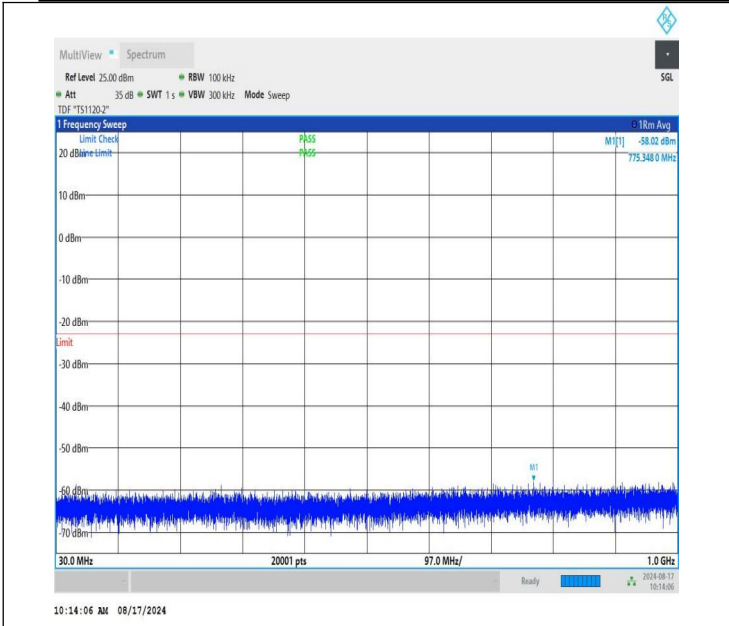 R S
MultiView Spectrum
Ref Level 25.00 dBm RBW 100 kHz SGL
Att 35 dB SWT 1 s VBW 300 kHz Mode Sweep
TDF "TS1120-2"
1 Frequency Sweep 1Rm Avg
Limit Check PASS M1[1] -58.02 dBm
20 dBm Line Limit PASS 775.348 0 MHz
10 dBm
0 dBm
-10 dBm
-20 dBm
Limit
-30 dBm
-40 dBm
-50 dBm
M1
-60 dBm
-70 dBm
30.0 MHz 20001 pts 97.0 MHz/ 1.0 GHz
Ready 2024-08-17
10:14:06
10:14:06 AM 08/17/2024